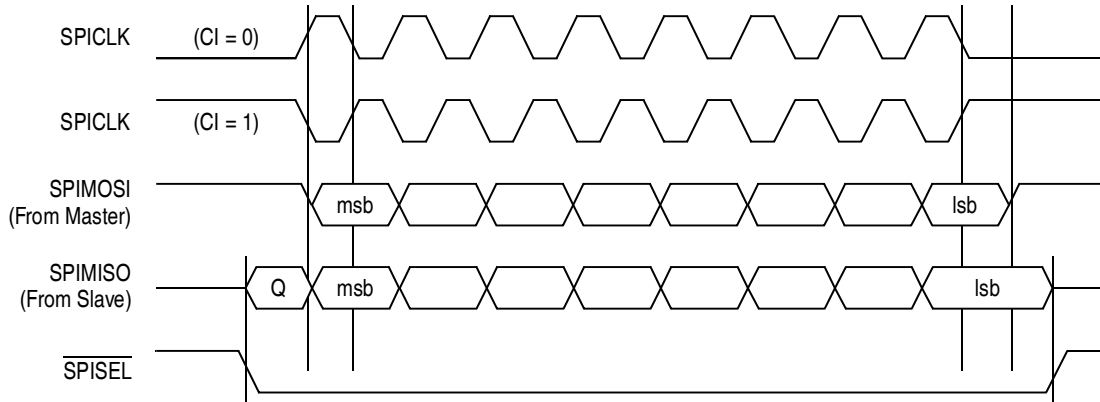 SPICLK (CI = 0)
SPICLK (CI = 1)
SPIMOSI
(From Master)
msb lsb
SPIMISO
(From Slave)
Q msb lsb
SPISEL